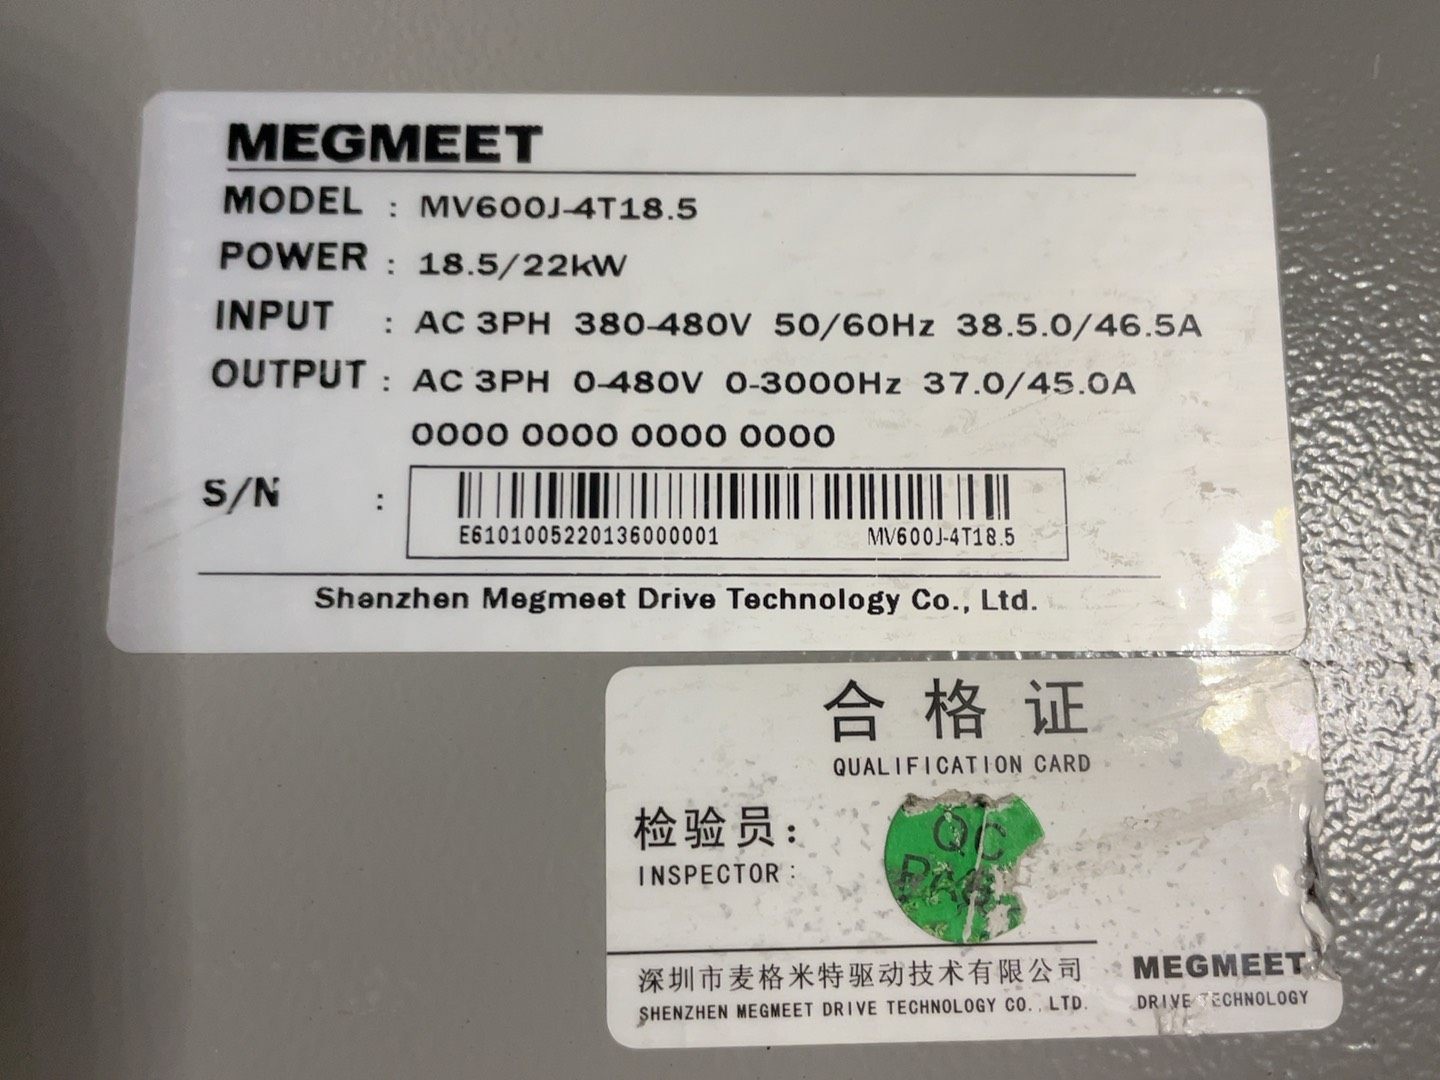 MEGMEET
MODEL : MV600J-4T18.5
POWER : 18.5/22kW
INPUT : AC 3PH 380-480V 50/60Hz 38.5.0/46.5A
OUTPUT : AC 3PH 0-480V 0-3000Hz 37.0/45.0A
0000 0000 0000 0000
S/N :
E6101005220136000001 MV600J-4T18.5
Shenzhen Megmeet Drive Technology Co., Ltd.
合格证
QUALIFICATION CARD
检验员：
INSPECTOR:
QC
深圳市麦格米特驱动技术有限公司
SHENZHEN MEGMEET DRIVE TECHNOLOGY CO., LTD.
MEGMEET
DRIVE TECHNOLOGY